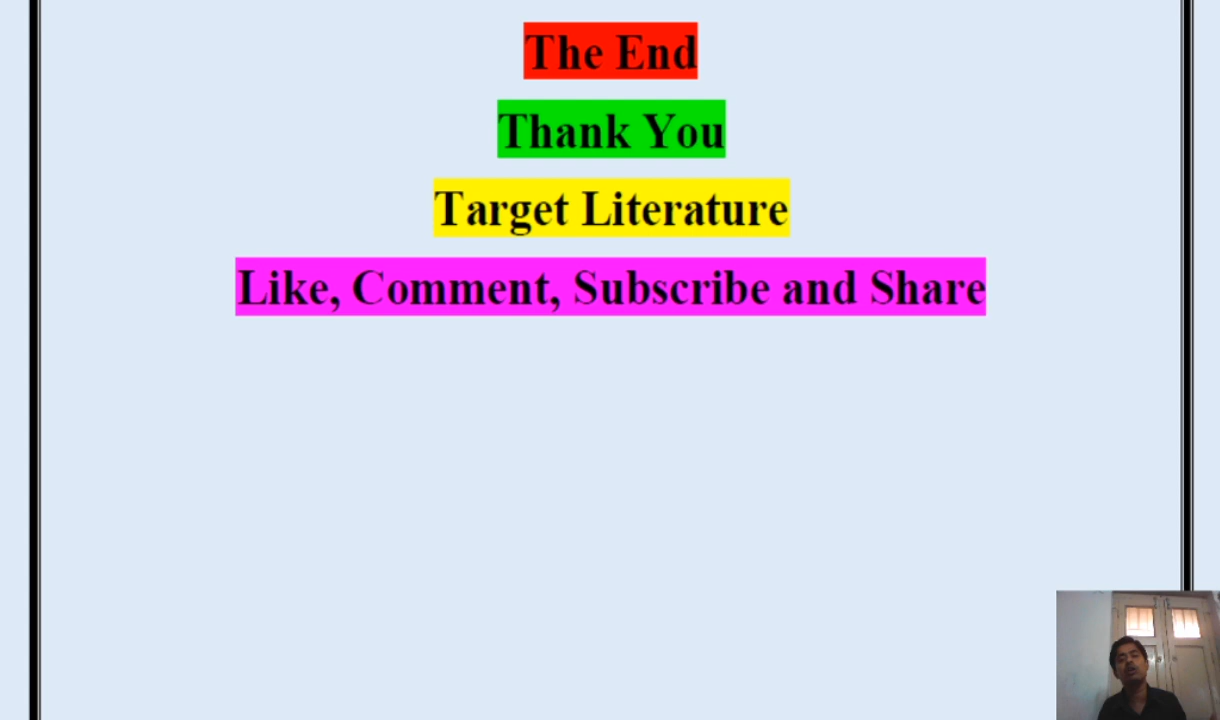 The End
Thank You
Target Literature
Like, Comment, Subscribe and Share